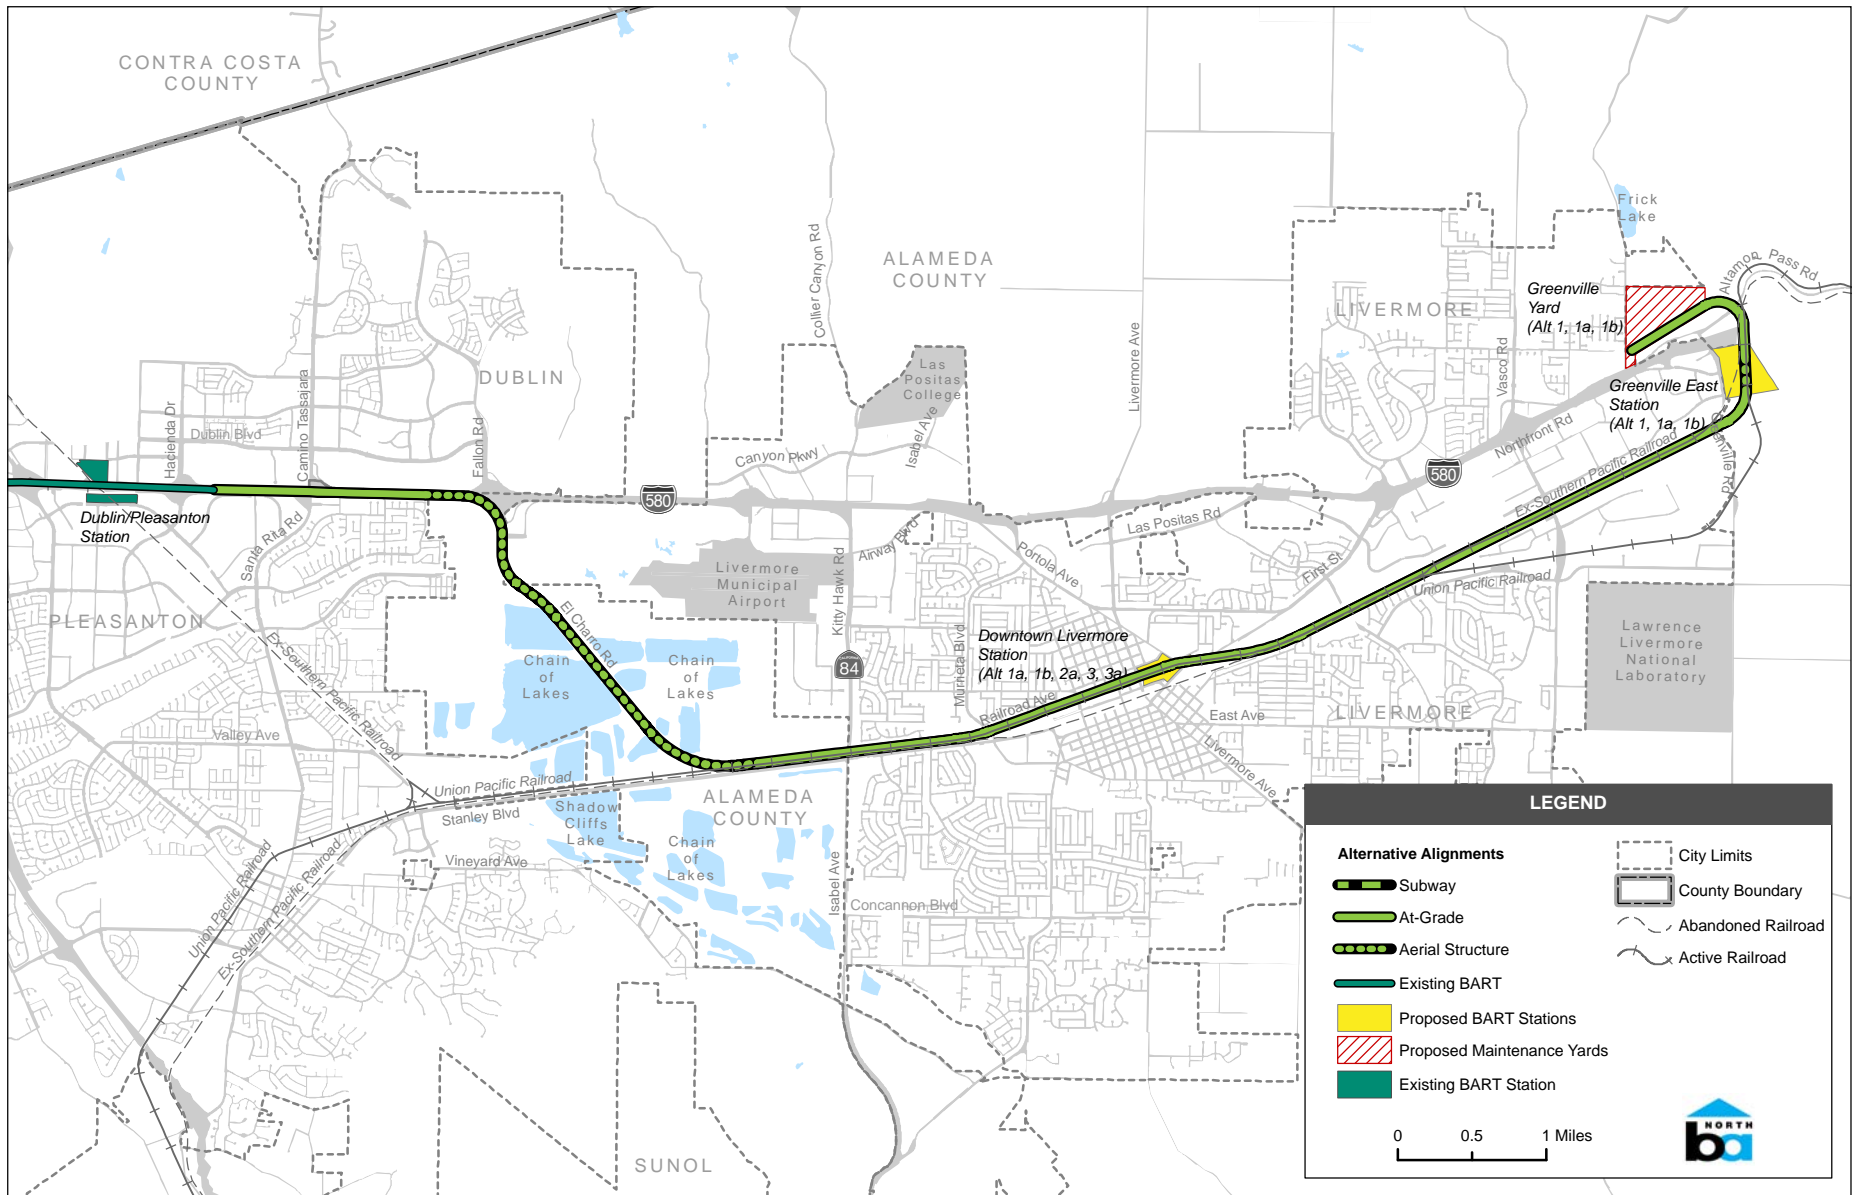 CONTRA COSTA
COUNTY
ALAMEDA
COUNTY
Collier Canyon Rd
Livermore Ave
Frick
Lake
Altamont Pass Rd
Greenville
Yard
(Alt 1, 1a, 1b)
LIVERMORE
Vasco Rd
DUBLIN
Las
Positas
College
Isabel Ave
Canyon Pkwy
Greenville East
Station
(Alt 1, 1a, 1b)
Greenville Rd
Northfront Rd
Ex-Southern Pacific Railroad
Hacienda Dr
Dublin Blvd
Camino Tassajara
Fallon Rd
580
580
Dublin/Pleasanton
Station
Santa Rita Rd
Las Positas Rd
Airway Blvd
Portola Ave
First St
Union Pacific Railroad
Livermore
Municipal
Airport
Kitty Hawk Rd
PLEASANTON
El Charro Rd
Ex-Southern Pacific Railroad
Chain
of
Lakes
Chain
of
Lakes
84
Murrieta Blvd
Downtown Livermore
Station
(Alt 1a, 1b, 2a, 3, 3a)
Railroad Ave
Lawrence
Livermore
National
Laboratory
East Ave
LIVERMORE
Livermore Ave
Valley Ave
Union Pacific Railroad
Stanley Blvd
Shadow
Cliffs
Lake
ALAMEDA
COUNTY
Chain
of
Lakes
Vineyard Ave
Union Pacific Railroad
Ex-Southern Pacific Railroad
Isabel Ave
Concannon Blvd
SUNOL
LEGEND
Alternative Alignments
Subway
At-Grade
Aerial Structure
Existing BART
Proposed BART Stations
Proposed Maintenance Yards
Existing BART Station
City Limits
County Boundary
Abandoned Railroad
Active Railroad
0 0.5 1 Miles
NORTH
ba